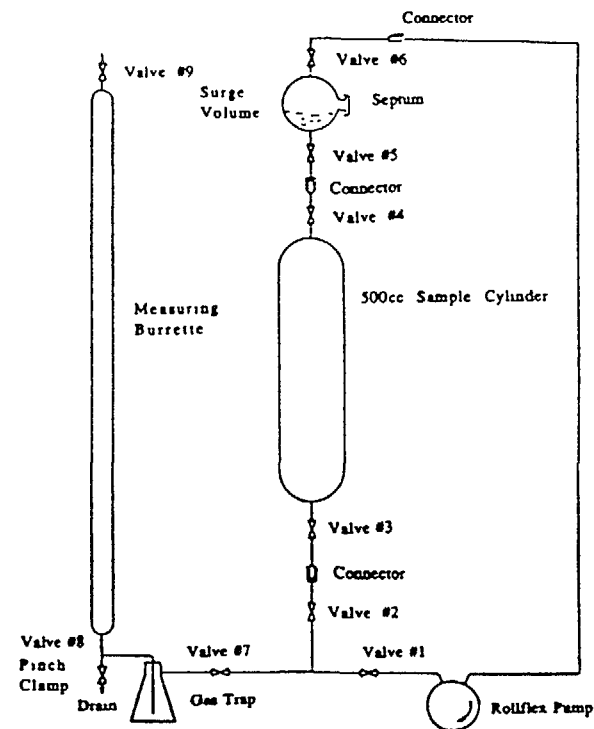 Connector
Valve #9
Valve #6
Surge
Volume
Septum
Valve #5
Connector
Valve #4
500cc Sample Cylinder
Measuring
Burrette
Valve #3
Connector
Valve #2
Valve #8
Pinch
Clamp
Valve #7
Valve #1
Drain
Gas Trap
Rollflex Pump